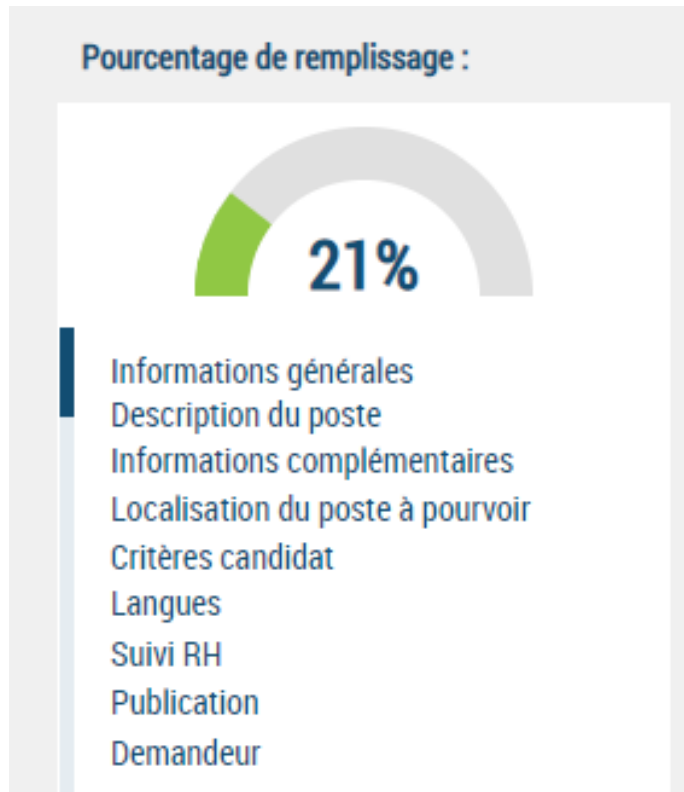 Pourcentage de remplissage :
21%
Informations générales
Description du poste
Informations complémentaires
Localisation du poste à pourvoir
Critères candidat
Langues
Suivi RH
Publication
Demandeur